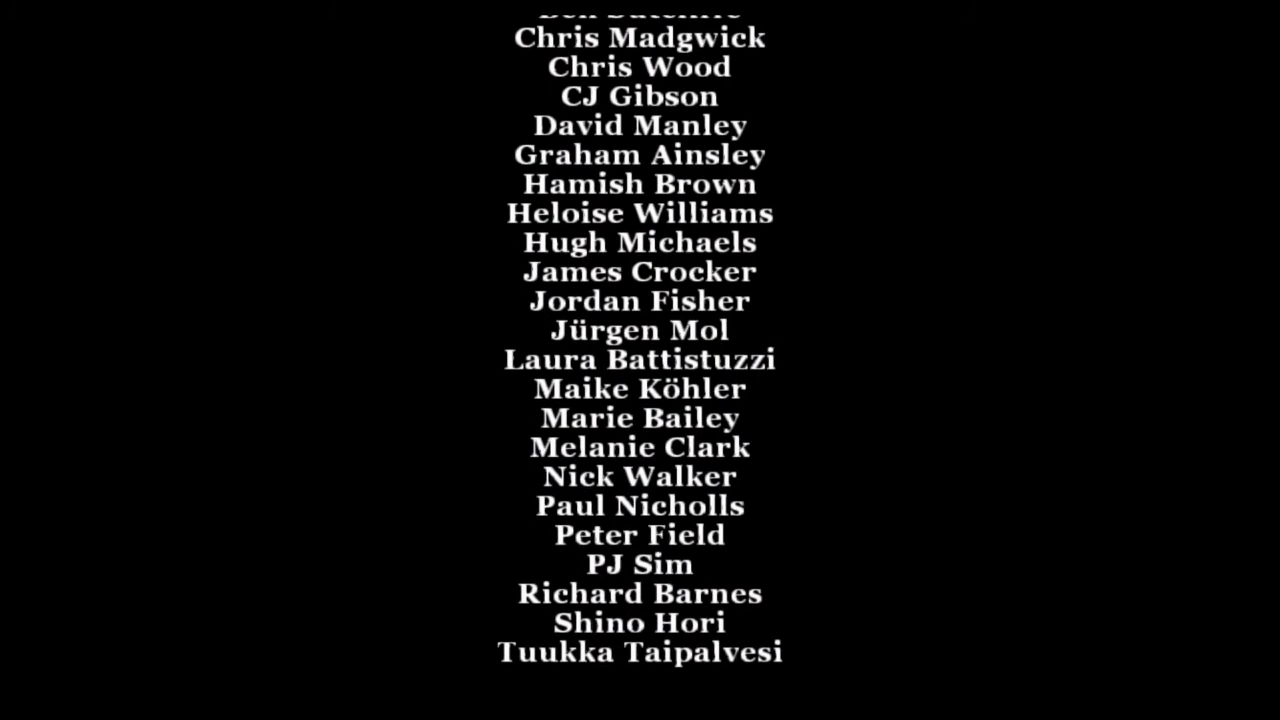 Chris Madgwick
Chris Wood
CJ Gibson
David Manley
Graham Ainsley
Hamish Brown
Heloise Williams
Hugh Michaels
James Crocker
Jordan Fisher
Jürgen Mol
Laura Battistuzzi
Maike Köhler
Marie Bailey
Melanie Clark
Nick Walker
Paul Nicholls
Peter Field
PJ Sim
Richard Barnes
Shino Hori
Tuukka Taipalvesi